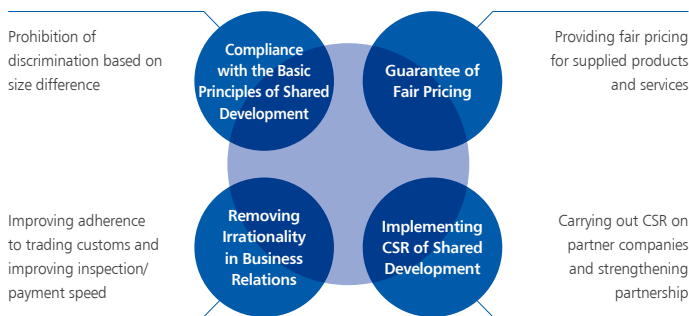 Prohibition of
discrimination based on
size difference
Compliance
with the Basic
Principles of Shared
Development
Guarantee of
Fair Pricing
Providing fair pricing
for supplied products
and services
Improving adherence
to trading customs and
improving inspection/
payment speed
Removing
Irrationality
in Business
Relations
Implementing
CSR of Shared
Development
Carrying out CSR on
partner companies
and strengthening
partnership